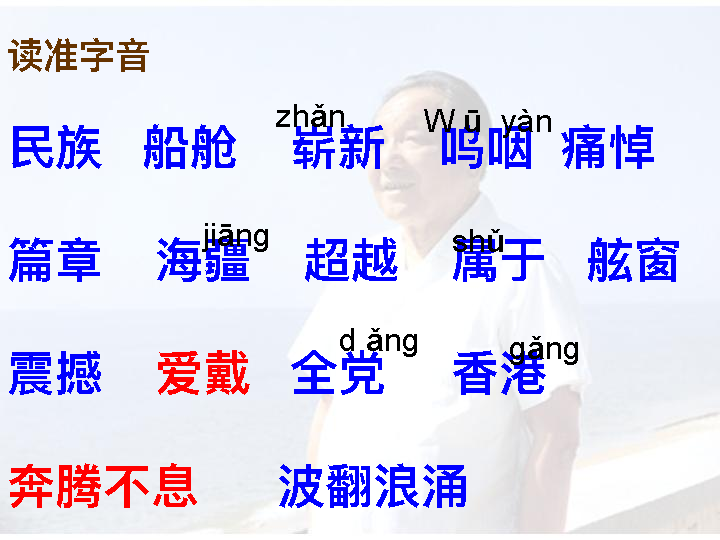 读准字音
zhǎn W ū yàn
民族 船舱 崭新 呜咽 痛悼
jiāng shǔ
篇章 海疆 超越 属于 舷窗
d ǎng gǎng
震撼 爱戴 全党 香港
奔腾不息 波翻浪涌